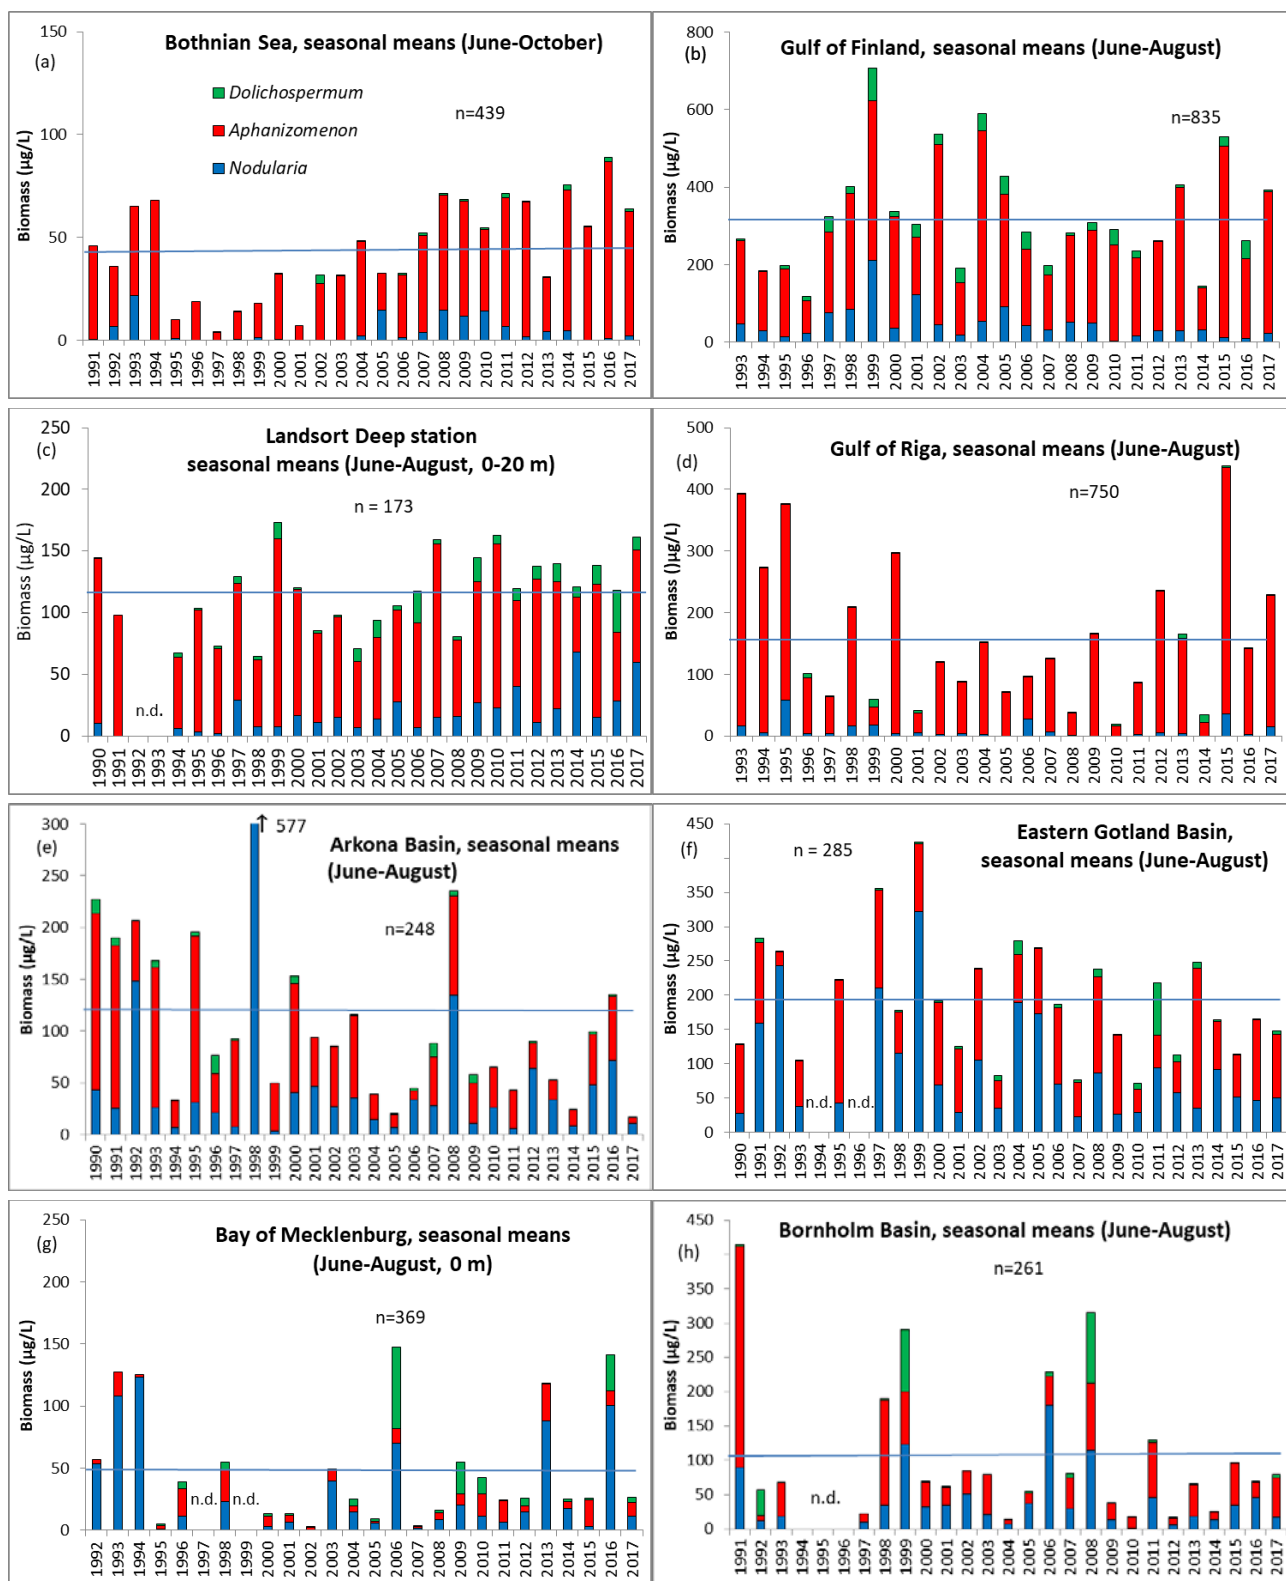 (a)
Bothnian Sea, seasonal means (June-October)
Dolichospermum
Aphanizomenon
Nodularia
n=439
Biomass (µg/L)
150
100
50
0
1991 1992 1993 1994 1995 1996 1997 1998 1999 2000 2001 2002 2003 2004 2005 2006 2007 2008 2009 2010 2011 2012 2013 2014 2015 2016 2017
(b)
Gulf of Finland, seasonal means (June-August)
n=835
Biomass (µg/L)
800
600
400
200
0
1993 1994 1995 1996 1997 1998 1999 2000 2001 2002 2003 2004 2005 2006 2007 2008 2009 2010 2011 2012 2013 2014 2015 2016 2017
(c)
Landsort Deep station
seasonal means (June-August, 0-20 m)
n = 173
Biomass (µg/L)
250
200
150
100
50
0
n.d.
1990 1991 1992 1993 1994 1995 1996 1997 1998 1999 2000 2001 2002 2003 2004 2005 2006 2007 2008 2009 2010 2011 2012 2013 2014 2015 2016 2017
(d)
Gulf of Riga, seasonal means (June-August)
n=750
Biomass ()µg/L)
500
400
300
200
100
0
1993 1994 1995 1996 1997 1998 1999 2000 2001 2002 2003 2004 2005 2006 2007 2008 2009 2010 2011 2012 2013 2014 2015 2016 2017
(e)
↑ 577
Arkona Basin, seasonal means
(June-August)
n=248
Biomass (µg/L)
300
250
200
150
100
50
0
1990 1991 1992 1993 1994 1995 1996 1997 1998 1999 2000 2001 2002 2003 2004 2005 2006 2007 2008 2009 2010 2011 2012 2013 2014 2015 2016 2017
(f)
Eastern Gotland Basin,
seasonal means (June-August)
n = 285
Biomass (µg/L)
450
350
300
250
200
150
100
50
0
n.d.
n.d.
1990 1991 1992 1993 1994 1995 1996 1997 1998 1999 2000 2001 2002 2003 2004 2005 2006 2007 2008 2009 2010 2011 2012 2013 2014 2015 2016 2017
(g)
Bay of Mecklenburg, seasonal means
(June-August, 0 m)
n=369
Biomass (µg/L)
250
200
150
100
50
0
n.d.
n.d.
1992 1993 1994 1995 1996 1997 1998 1999 2000 2001 2002 2003 2004 2005 2006 2007 2008 2009 2010 2011 2012 2013 2014 2015 2016 2017
(h)
Bornholm Basin, seasonal means (June-August)
n=261
Biomass (µg/L)
450
350
300
250
200
150
100
50
0
n.d.
1991 1992 1993 1994 1995 1996 1997 1998 1999 2000 2001 2002 2003 2004 2005 2006 2007 2008 2009 2010 2011 2012 2013 2014 2015 2016 2017